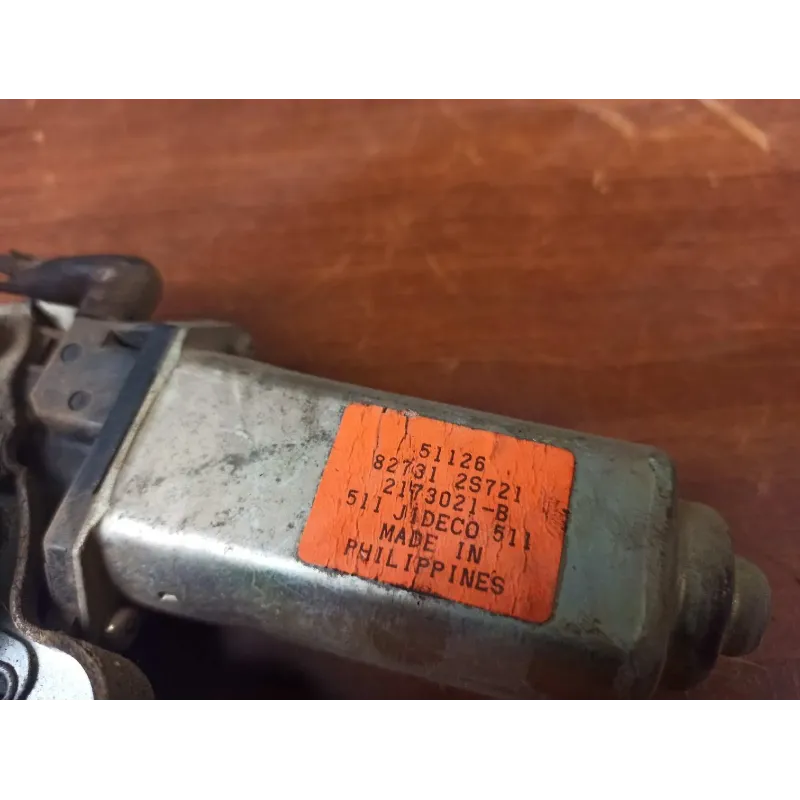 51126
82731 2S721
2173021-B
511 JIDECO 511
MADE IN
PHILIPPINES